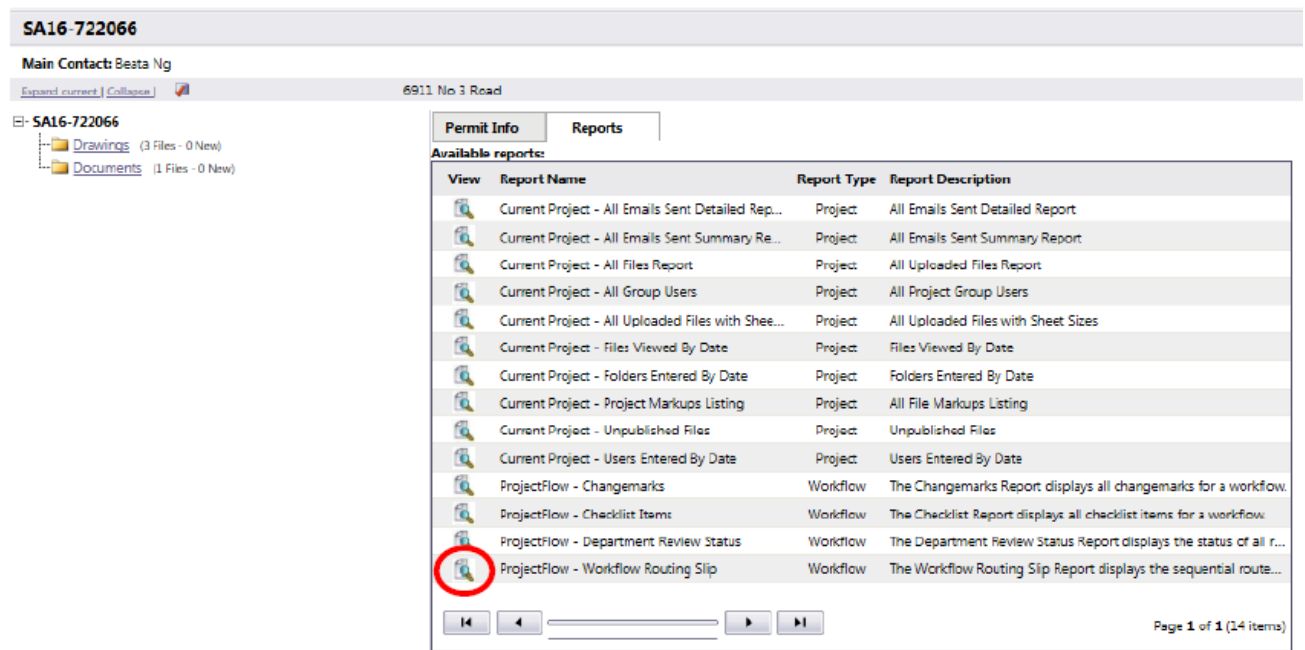 SA16-722066
Main Contact: Beata Ng
Expand current | Collapse |
6911 No 3 Road
SA16-722066
Drawings (3 Files - 0 New)
Documents (1 Files - 0 New)
Permit Info Reports
Available reports:
View Report Name Report Type Report Description
Current Project - All Emails Sent Detailed Rep... Project All Emails Sent Detailed Report
Current Project - All Emails Sent Summary Re... Project All Emails Sent Summary Report
Current Project - All Files Report Project All Uploaded Files Report
Current Project - All Group Users Project All Project Group Users
Current Project - All Uploaded Files with Shee... Project All Uploaded Files with Sheet Sizes
Current Project - Files Viewed By Date Project Files Viewed By Date
Current Project - Folders Entered By Date Project Folders Entered By Date
Current Project - Project Markups Listing Project All File Markups Listing
Current Project - Unpublished Files Project Unpublished Files
Current Project - Users Entered By Date Project Users Entered By Date
ProjectFlow - Changemarks Workflow The Changemarks Report displays all changemarks for a workflow.
ProjectFlow - Checklist Items Workflow The Checklist Report displays all checklist items for a workflow.
ProjectFlow - Department Review Status Workflow The Department Review Status Report displays the status of all r...
ProjectFlow - Workflow Routing Slip Workflow The Workflow Routing Slip Report displays the sequential route...
Page 1 of 1 (14 items)